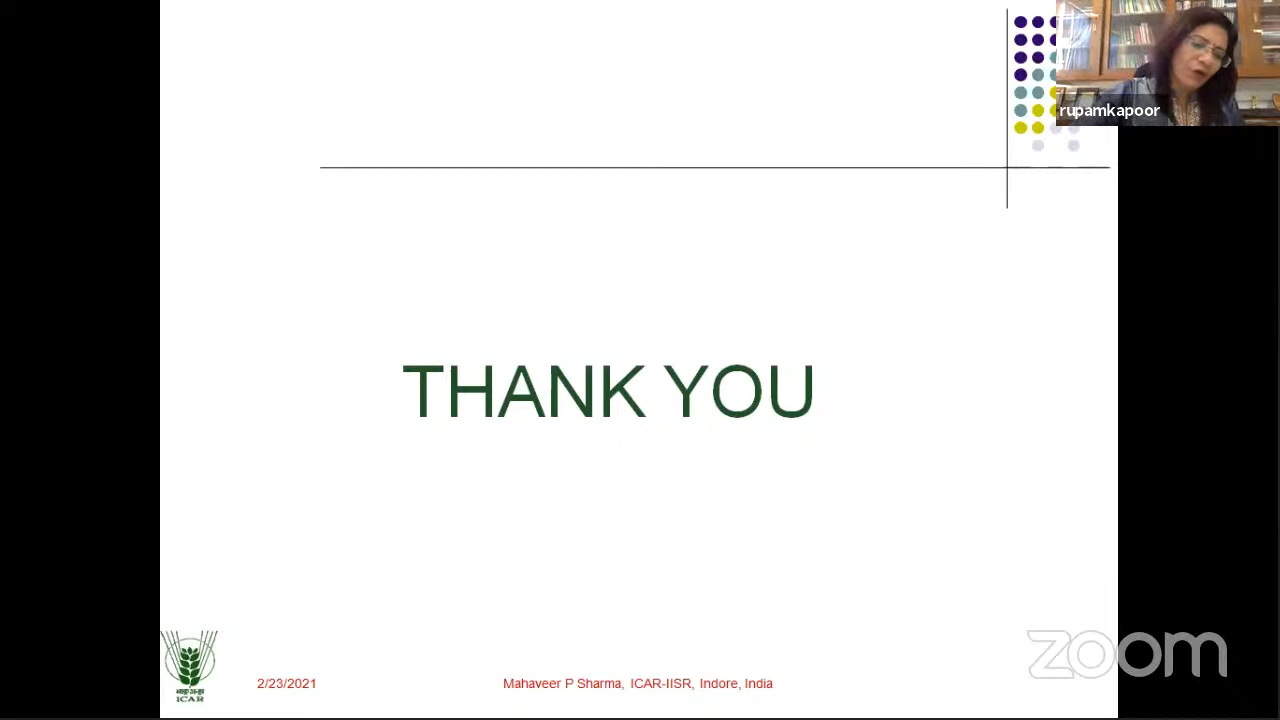 rupamkapoor
THANK YOU
ICAR
2/23/2021
Mahaveer P Sharma, ICAR-IISR, Indore, India
zoom